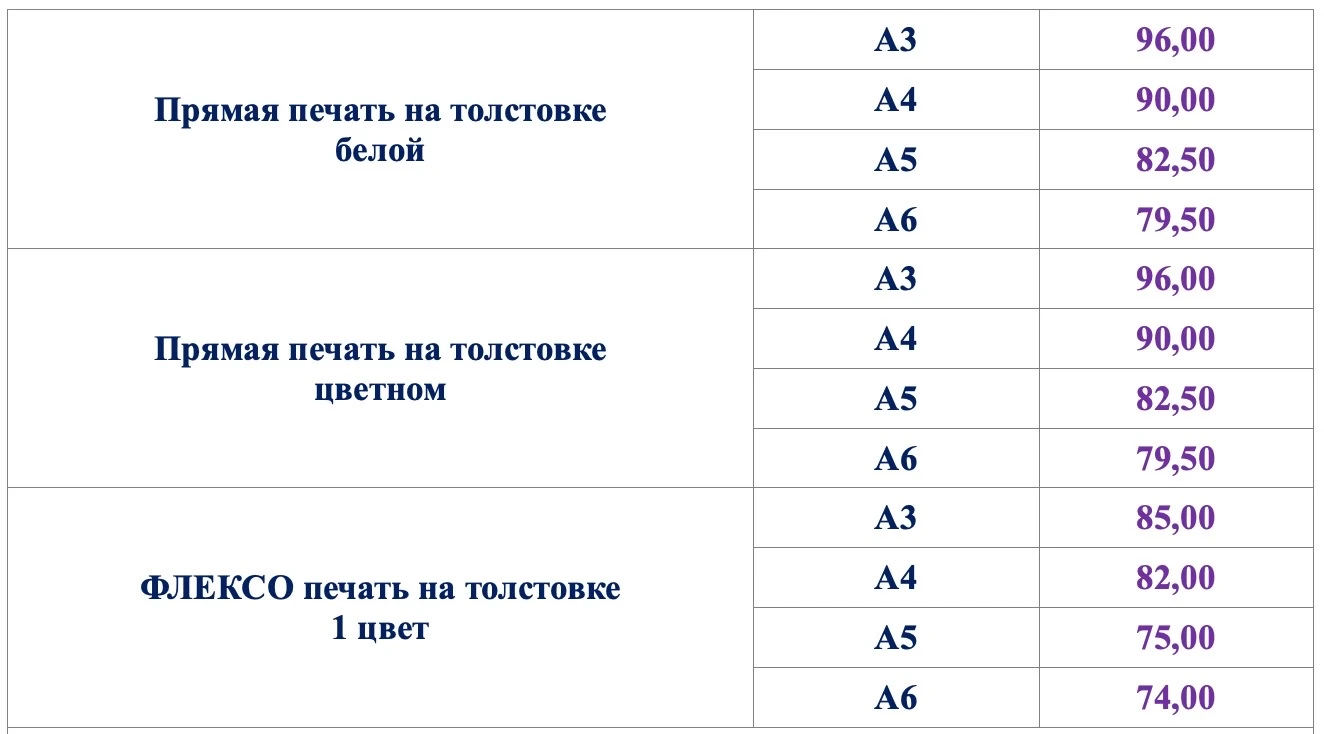 Прямая печать на толстовке
белой
А3 96,00
А4 90,00
А5 82,50
А6 79,50
Прямая печать на толстовке
цветном
А3 96,00
А4 90,00
А5 82,50
А6 79,50
ФЛЕКСО печать на толстовке
1 цвет
А3 85,00
А4 82,00
А5 75,00
А6 74,00